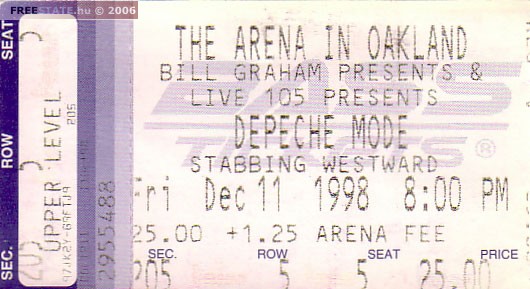 FREESTATE.hu © 2006
THE ARENA IN OAKLAND
BILL GRAHAM PRESENTS &
LIVE 105 PRESENTS
DEPECHE MODE
STABBING WESTWARD
Fri Dec 11 1998 8:00 PM
25.00 +1.25 ARENA FEE
SEC. ROW SEAT PRICE
205 5 5 25.00
SEAT
ROW
SEC.
5
5
205
UPPER LEVEL
205
2955488
BASS
TICKETS®